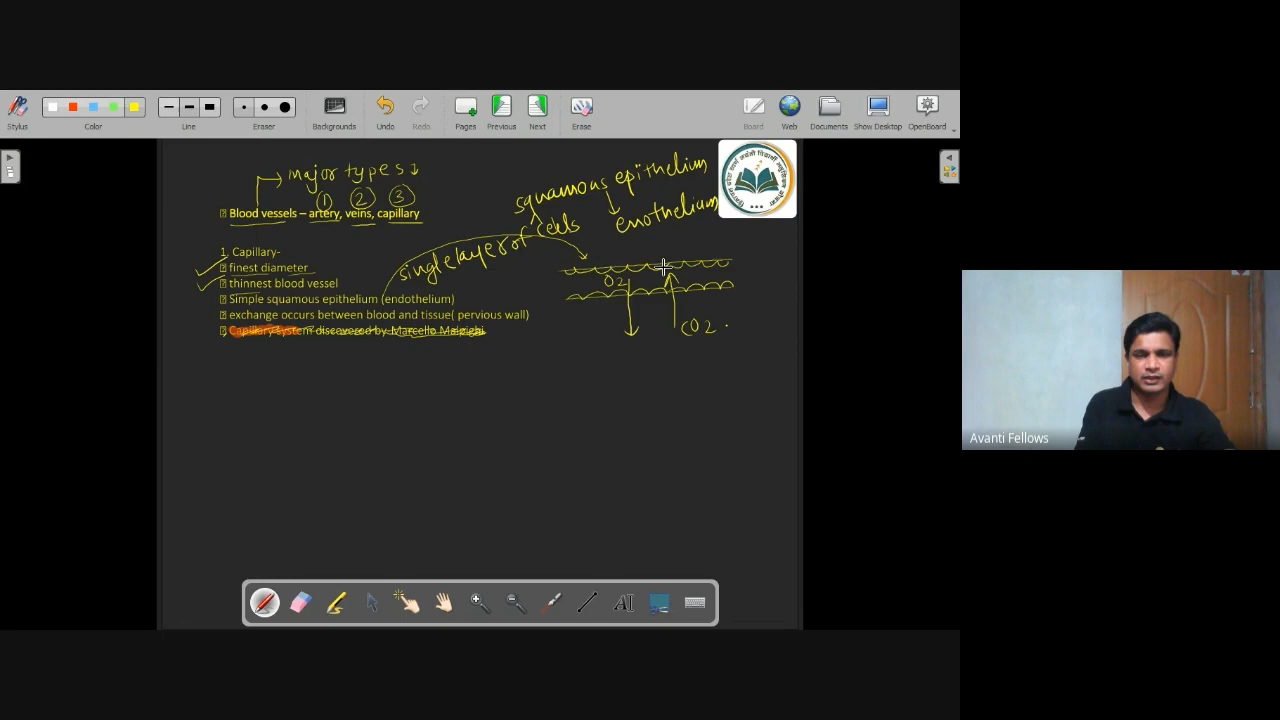 Stylus
Color
Line
Eraser
Backgrounds
Undo
Redo
Pages
Previous
Next
Erase
Board
Web
Documents
Show Desktop
OpenBoard
major types
1 2 3
Blood vessels – artery, veins, capillary
squamous epithelium
enothelium
single layer of cells
1. Capillary-
finest diameter
thinnest blood vessel
Simple squamous epithelium (endothelium)
exchange occurs between blood and tissue( pervious wall)
Capillary system discovered by Marcello Malpighi
O2
CO2
Avanti Fellows
AI